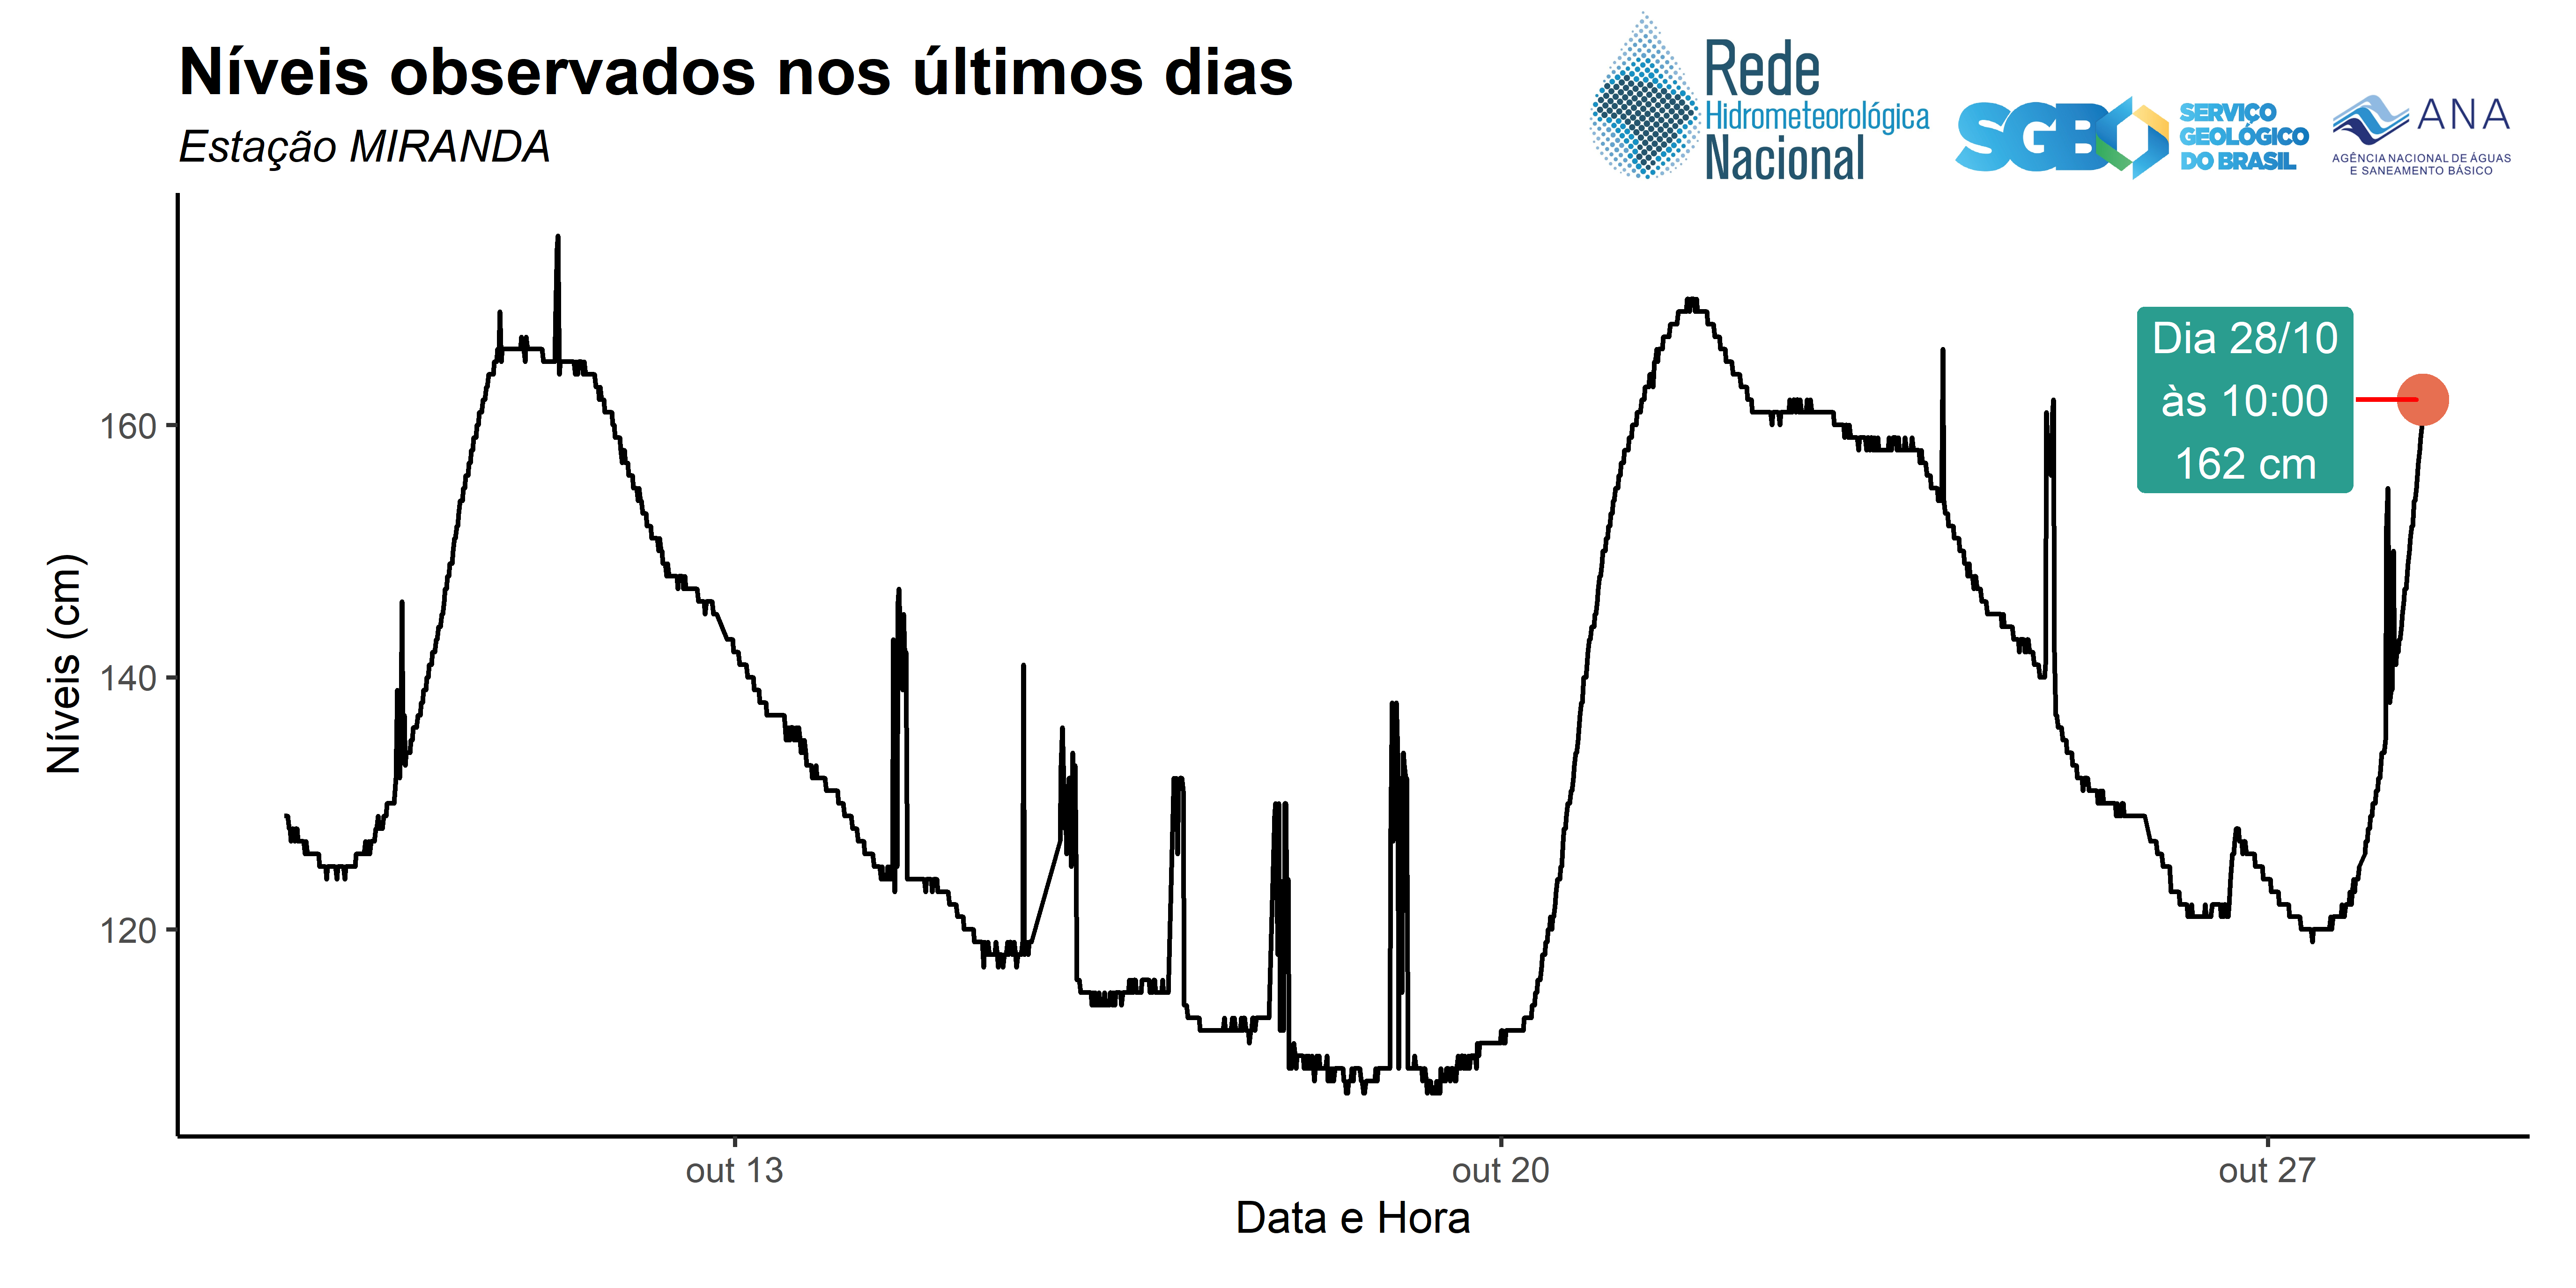 Níveis observados nos últimos dias
Estação MIRANDA
Rede
Hidrometeorológica
Nacional
SGB
SERVIÇO
GEOLÓGICO
DO BRASIL
ANA
AGÊNCIA NACIONAL DE ÁGUAS
E SANEAMENTO BÁSICO
Dia 28/10
às 10:00
162 cm
160
140
120
Níveis (cm)
out 13
out 20
out 27
Data e Hora